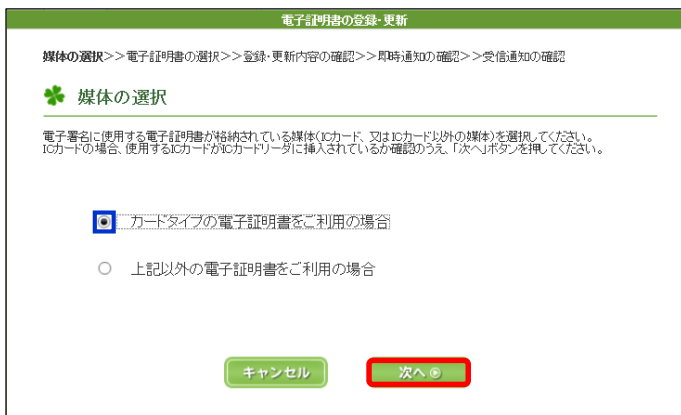 電子証明書の登録・更新
媒体の選択>>電子証明書の選択>>登録・更新内容の確認>>即時通知の確認>>受信通知の確認
媒体の選択
電子署名に使用する電子証明書が格納されている媒体(ICカード、又はICカード以外の媒体)を選択してください。
ICカードの場合、使用するICカードがICカードリーダに挿入されているか確認のうえ、「次へ」ボタンを押してください。
カードタイプの電子証明書をご利用の場合
上記以外の電子証明書をご利用の場合
キャンセル 次へ